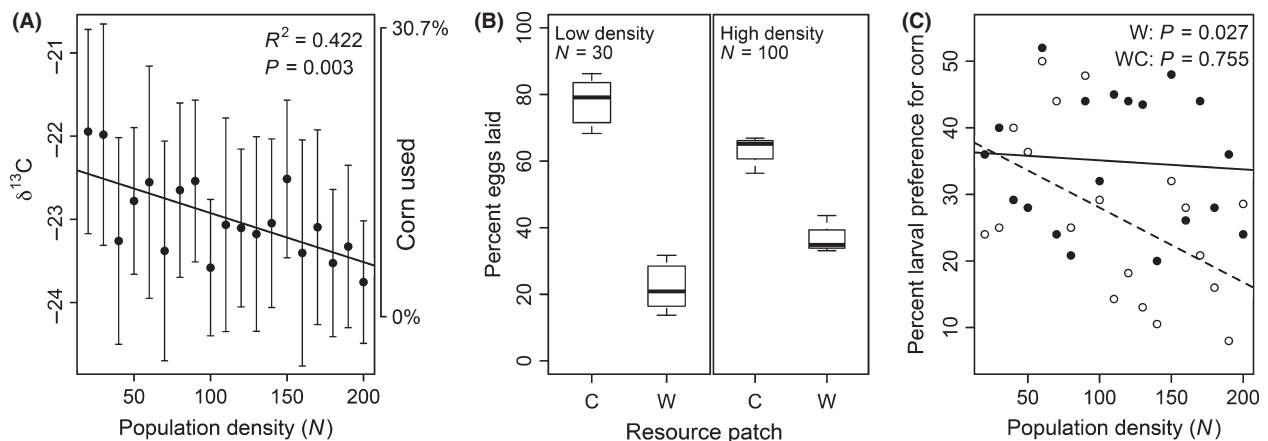 (A)
R² = 0.422
P = 0.003
30.7%
−21
−22
−23
−24
δ¹³C
Corn used
0%
50 100 150 200
Population density (N)
(B)
Low density
N = 30
High density
N = 100
100
80
60
40
20
0
Percent eggs laid
C W C W
Resource patch
(C)
W: P = 0.027
WC: P = 0.755
50
40
30
20
10
Percent larval preference for corn
50 100 150 200
Population density (N)